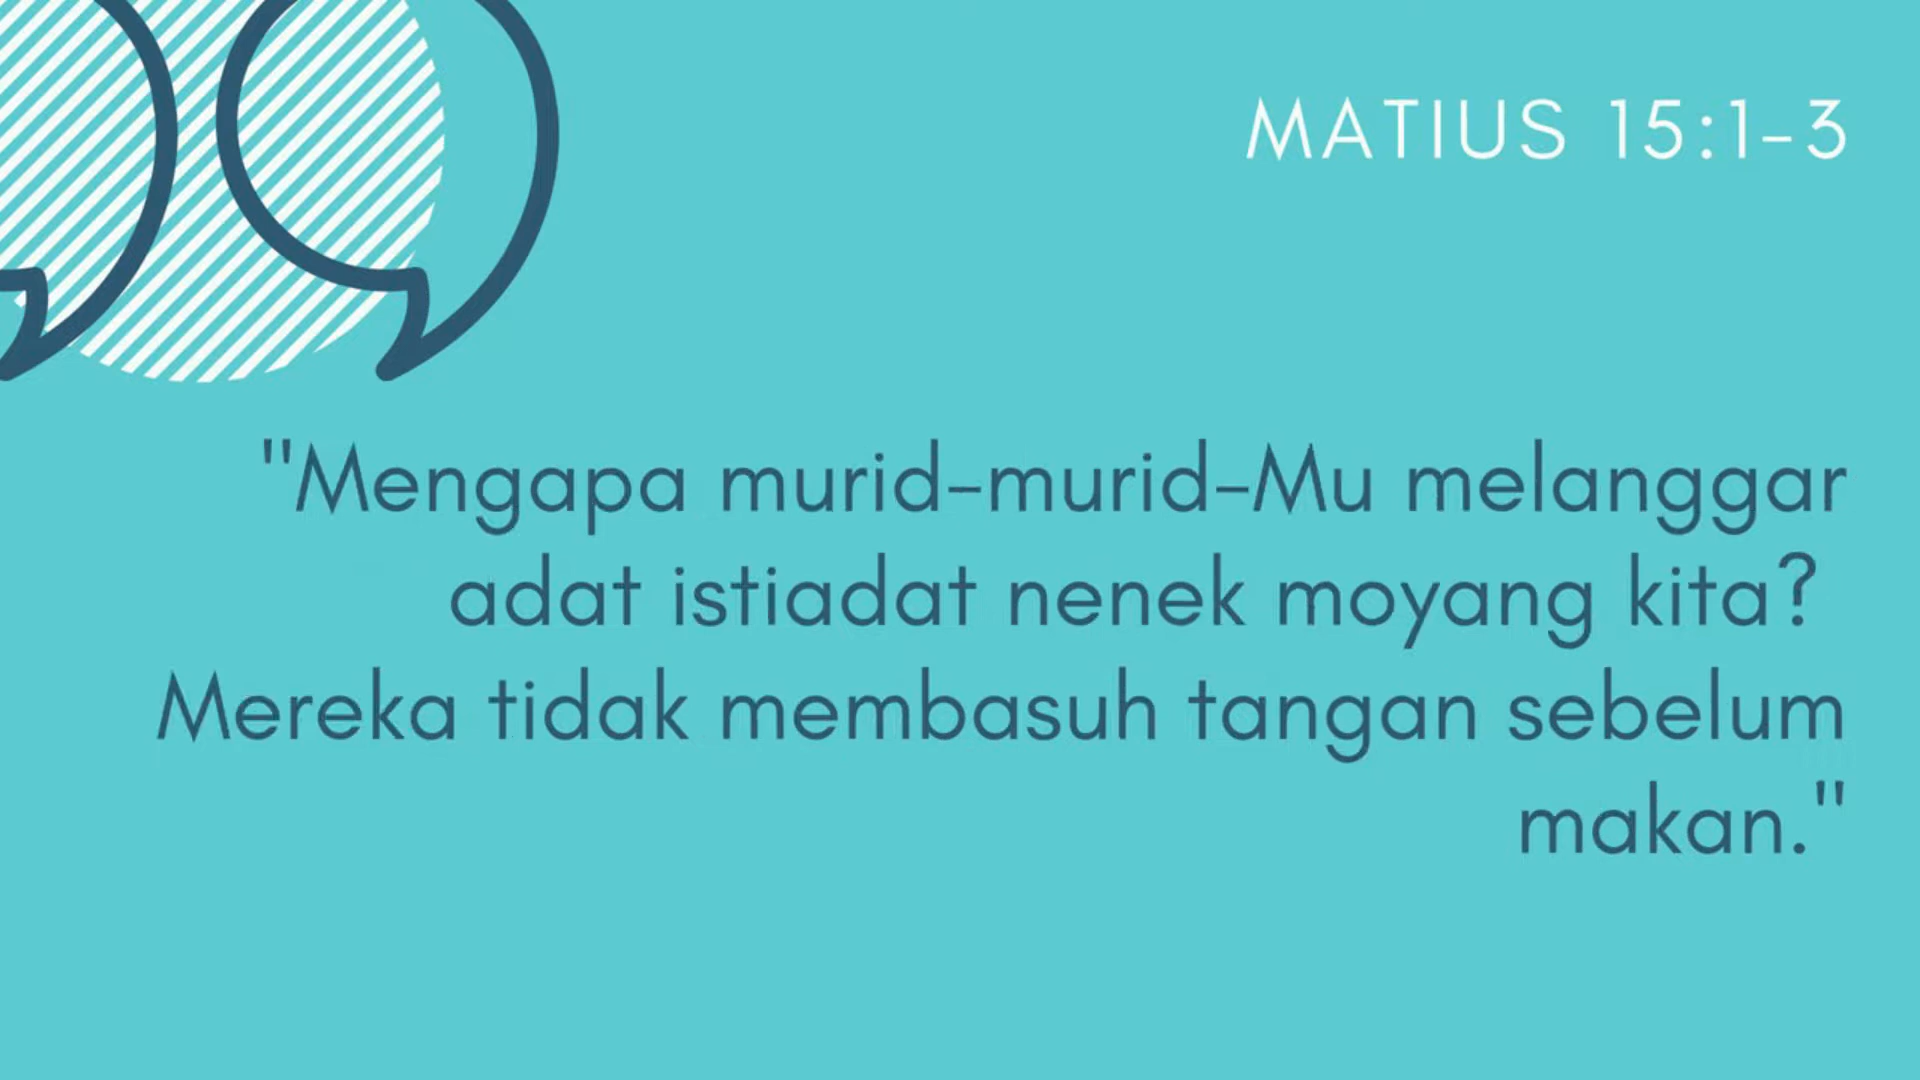 MATIUS 15:1-3
"Mengapa murid-murid-Mu melanggar
adat istiadat nenek moyang kita?
Mereka tidak membasuh tangan sebelum
makan."